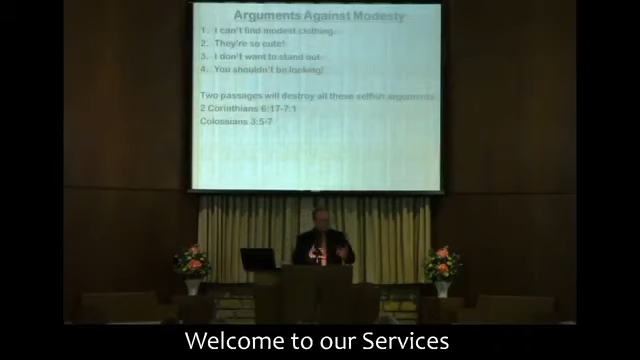 Arguments Against Modesty
1. I can't find modest clothing.
2. They're so cute!
3. I don't want to stand out.
4. You shouldn't be looking!
Two passages will destroy all these selfish arguments
2 Corinthians 6:17-7:1
Colossians 3:5-7
Welcome to our Services